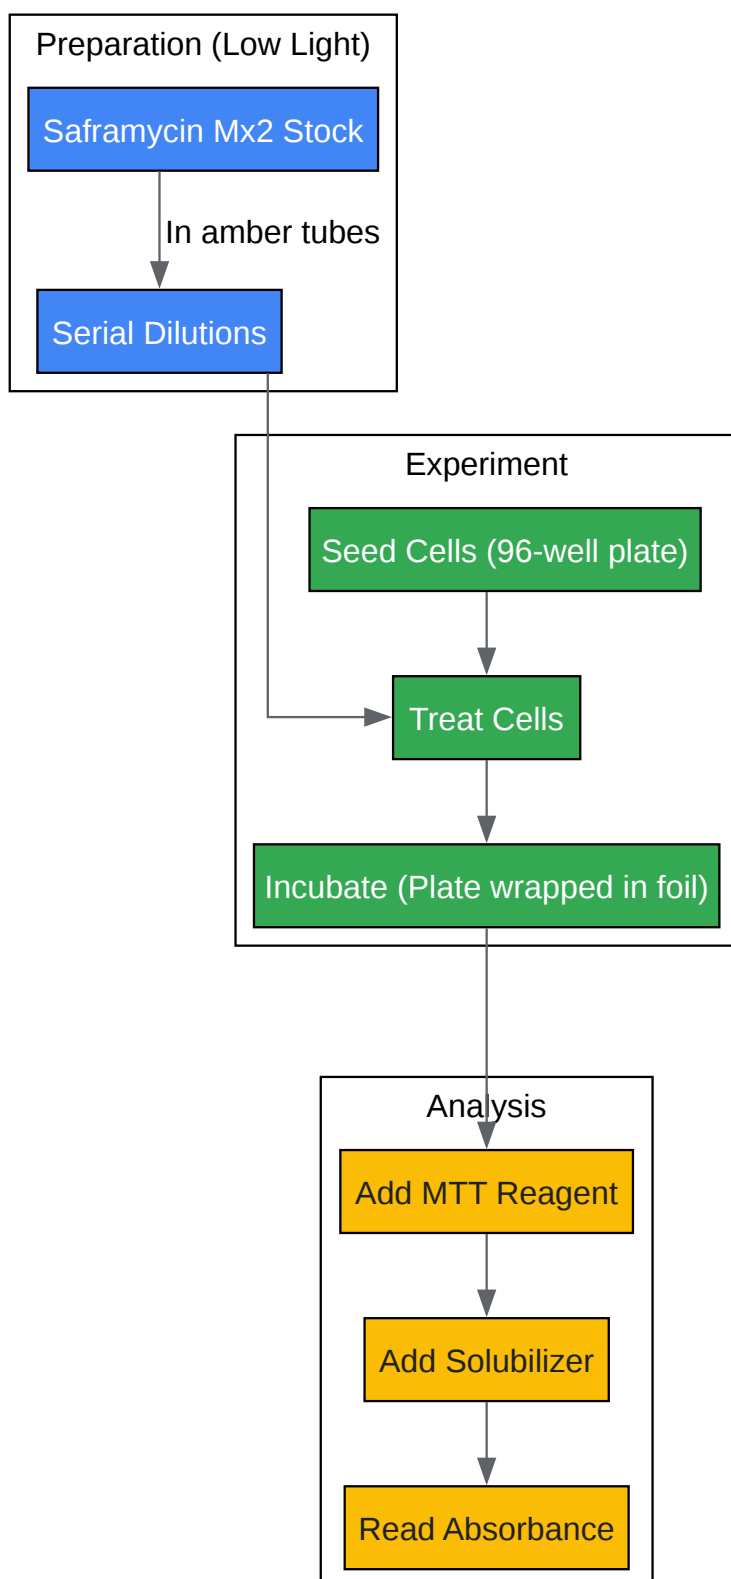 Preparation (Low Light)
Saframycin Mx2 Stock
In amber tubes
Serial Dilutions
Experiment
Seed Cells (96-well plate)
Treat Cells
Incubate (Plate wrapped in foil)
Analysis
Add MTT Reagent
Add Solubilizer
Read Absorbance